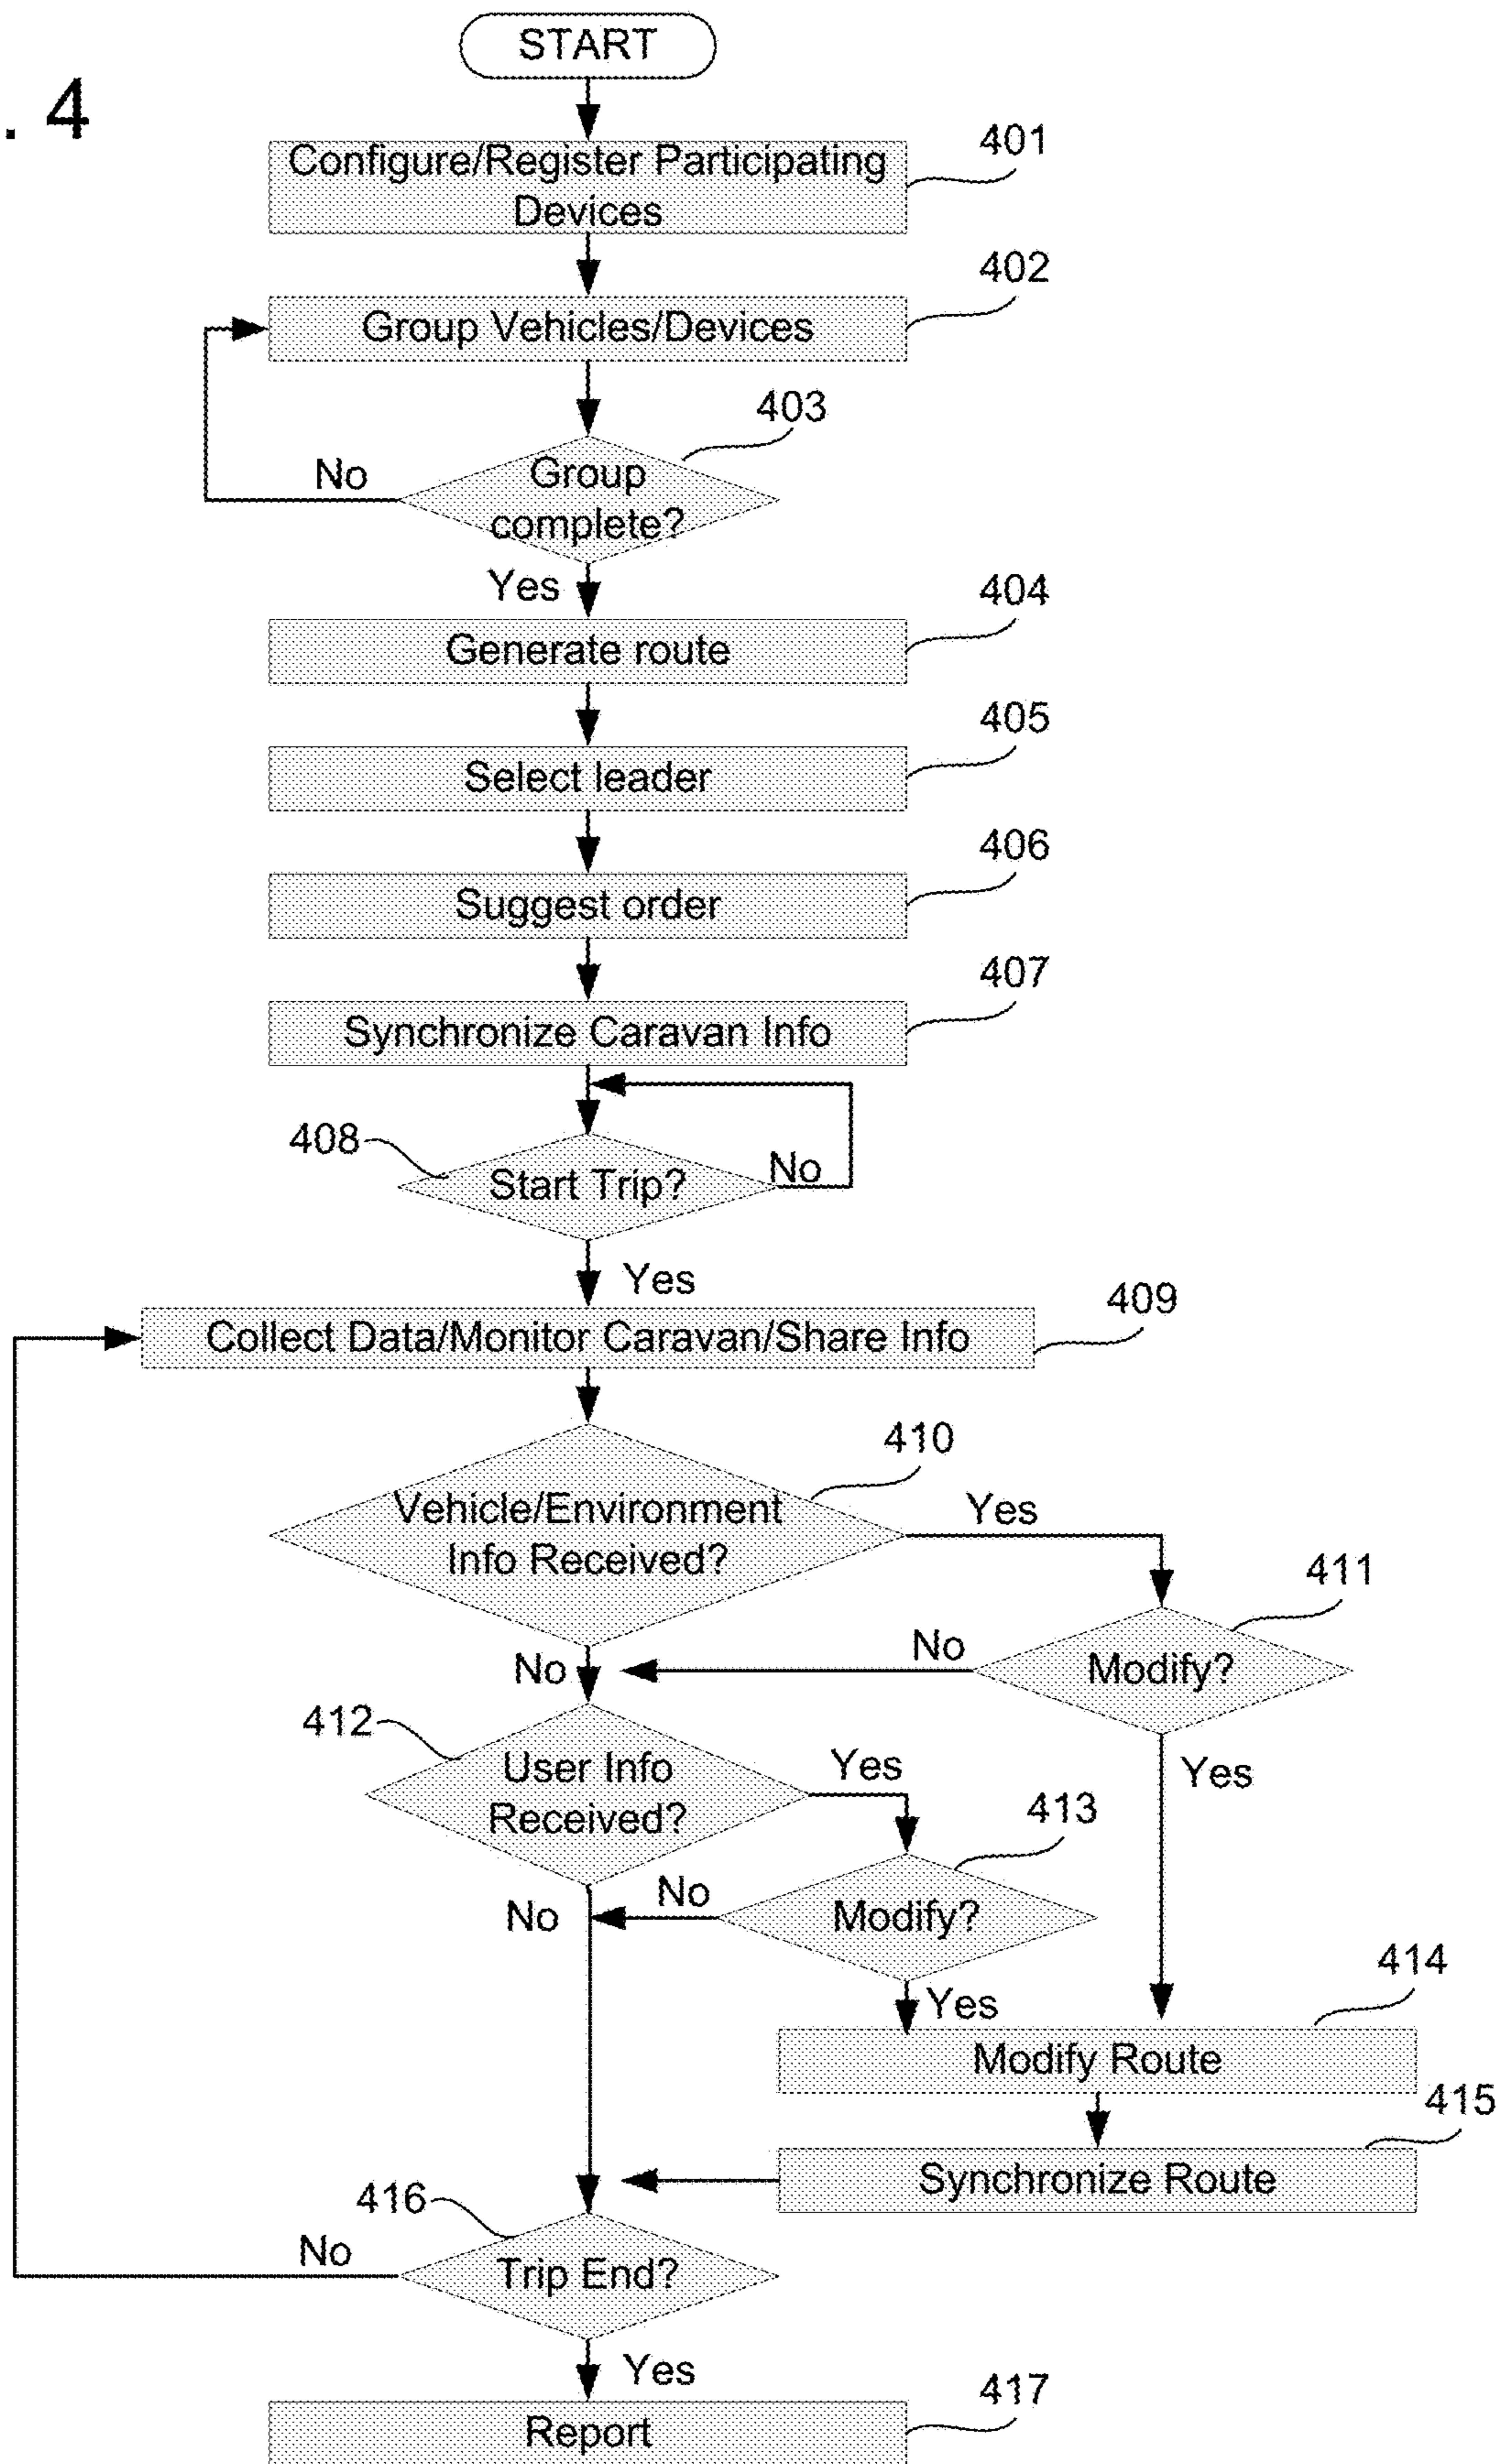 START
. 4
401
Configure/Register Participating
Devices
402
Group Vehicles/Devices
403
No
Group
complete?
Yes
404
Generate route
405
Select leader
406
Suggest order
407
Synchronize Caravan Info
408
Start Trip?
No
Yes
409
Collect Data/Monitor Caravan/Share Info
410
Vehicle/Environment
Info Received?
Yes
411
No
No
Modify?
412
User Info
Received?
Yes
Yes
413
No
No
Modify?
414
Yes
Modify Route
415
Synchronize Route
416
No
Trip End?
Yes
417
Report